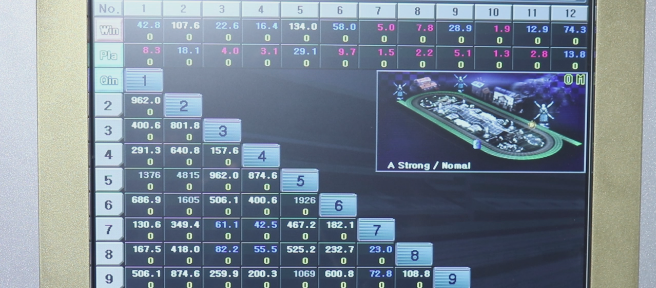 No. 1 2 3 4 5 6 7 8 9 10 11 12
Win 42.8 107.6 22.6 16.4 134.0 58.0 5.0 7.8 28.9 1.9 12.9 74.3
0 0 0 0 0 0 0 0 0 0 0 0
Pla 8.3 18.1 4.0 3.1 29.1 9.7 1.5 2.2 5.1 1.3 2.8 13.8
0 0 0 0 0 0 0 0 0 0 0 0
Qin 1
0M
2 962.0 2
0
3 400.6 801.8 3
0 0
4 291.3 640.8 157.6 4
0 0 0
A Strong / Nomal
5 1376 4815 962.0 874.6 5
0 0 0 0
6 686.9 1605 506.1 400.6 1926 6
0 0 0 0 0
7 130.6 349.4 61.1 42.5 467.2 182.1 7
0 0 0 0 0 0
8 167.5 418.0 82.2 55.5 525.2 232.7 23.0 8
0 0 0 0 0 0 0
9 506.1 874.6 259.9 200.3 1069 600.8 72.8 108.8 9
0 0 0 0 0 0 0 0